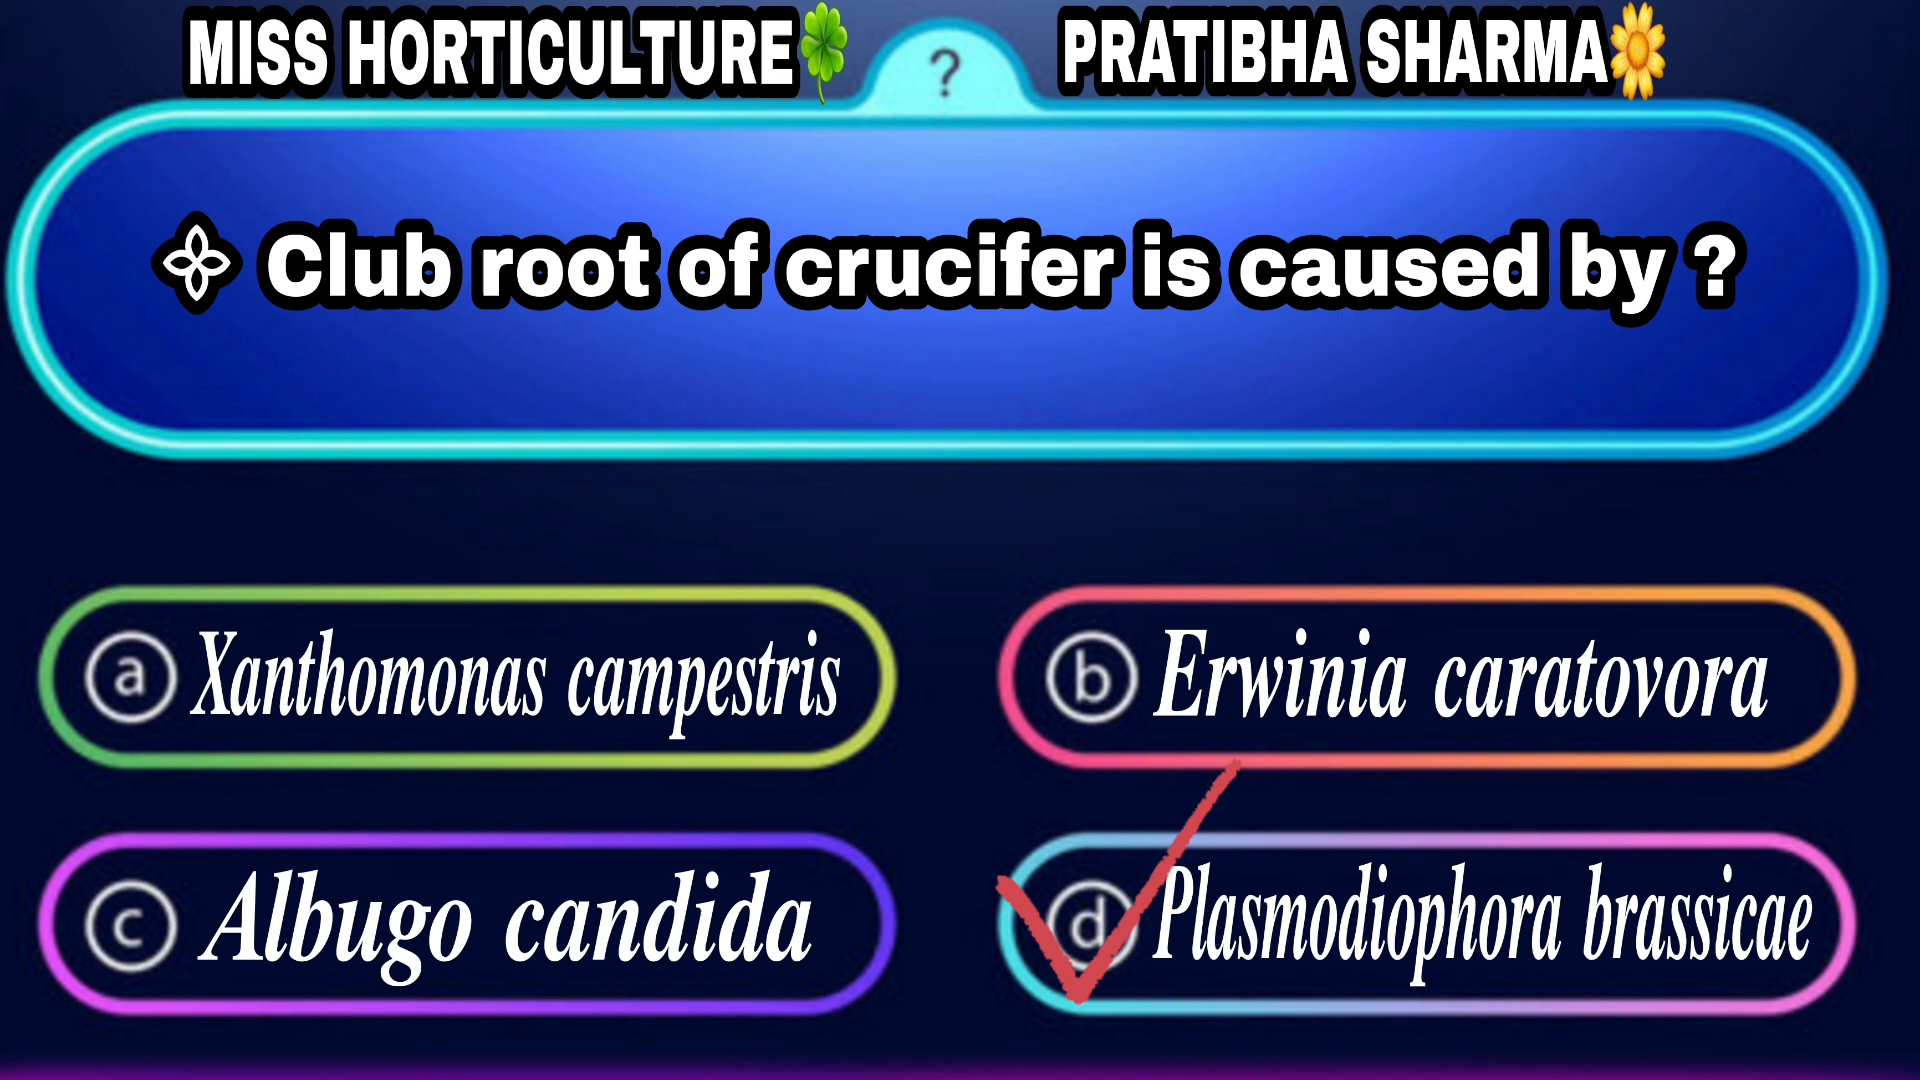 MISS HORTICULTURE🍀 ? PRATIBHA SHARMA🌼
Club root of crucifer is caused by ?
a Xanthomonas campestris
b Erwinia caratovora
c Albugo candida
d Plasmodiophora brassicae